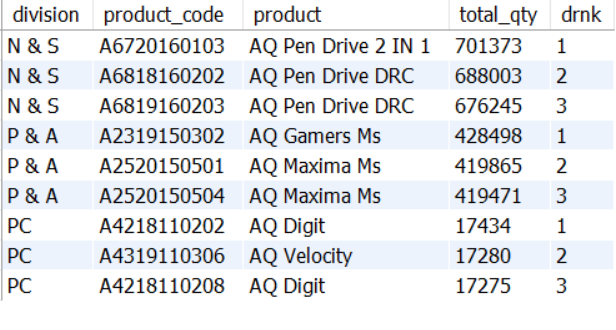 division product_code product total_qty drnk
N & S A6720160103 AQ Pen Drive 2 IN 1 701373 1
N & S A6818160202 AQ Pen Drive DRC 688003 2
N & S A6819160203 AQ Pen Drive DRC 676245 3
P & A A2319150302 AQ Gamers Ms 428498 1
P & A A2520150501 AQ Maxima Ms 419865 2
P & A A2520150504 AQ Maxima Ms 419471 3
PC A4218110202 AQ Digit 17434 1
PC A4319110306 AQ Velocity 17280 2
PC A4218110208 AQ Digit 17275 3